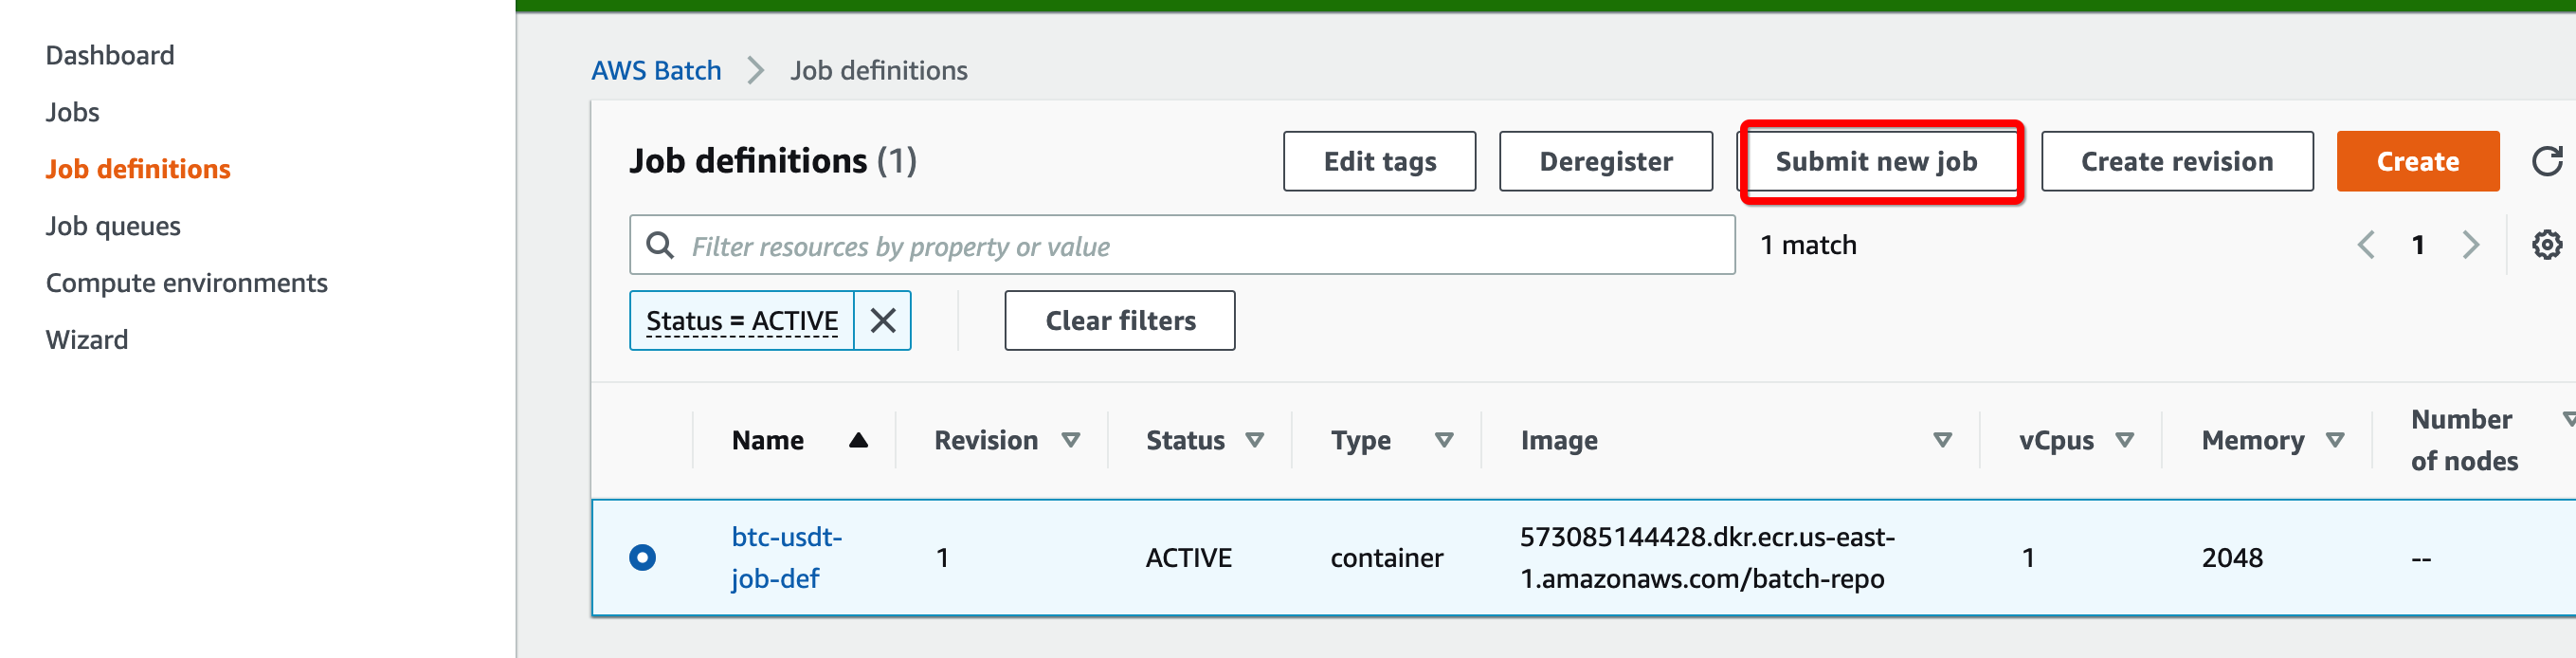 Dashboard
Jobs
Job definitions
Job queues
Compute environments
Wizard
AWS Batch > Job definitions
Job definitions (1)
Edit tags
Deregister
Submit new job
Create revision
Create
Filter resources by property or value
1 match
1
Status = ACTIVE
Clear filters
Name Revision Status Type Image vCpus Memory Number
of nodes
btc-usdt-
job-def
1
ACTIVE
container
573085144428.dkr.ecr.us-east-
1.amazonaws.com/batch-repo
1
2048
--